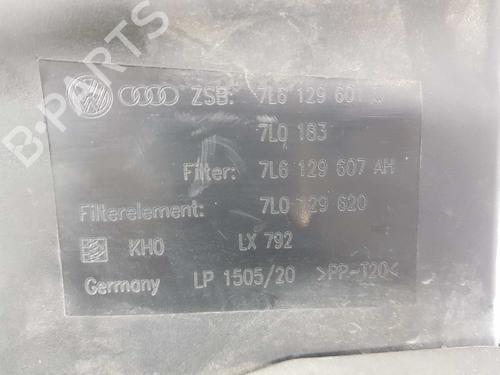 ZSB: 7L6 129 601
7L0 183
Filter: 7L6 129 607 AH
Filterelement: 7L0 129 620
KHO LX 792
Germany LP 1505/20 >PP-T20<
B-PARTS